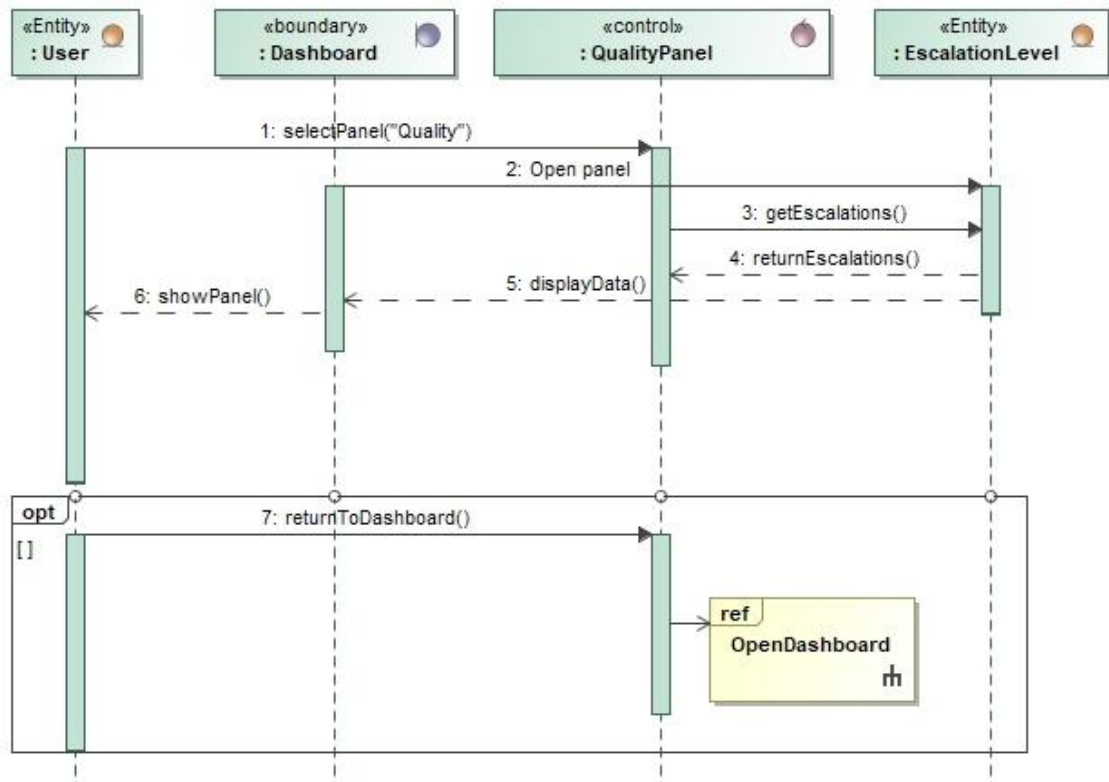 «Entity»
: User
«boundary»
: Dashboard
«control»
: QualityPanel
«Entity»
: EscalationLevel
1: selectPanel("Quality")
2: Open panel
3: getEscalations()
4: returnEscalations()
5: displayData()
6: showPanel()
opt
[ ]
7: returnToDashboard()
ref
OpenDashboard